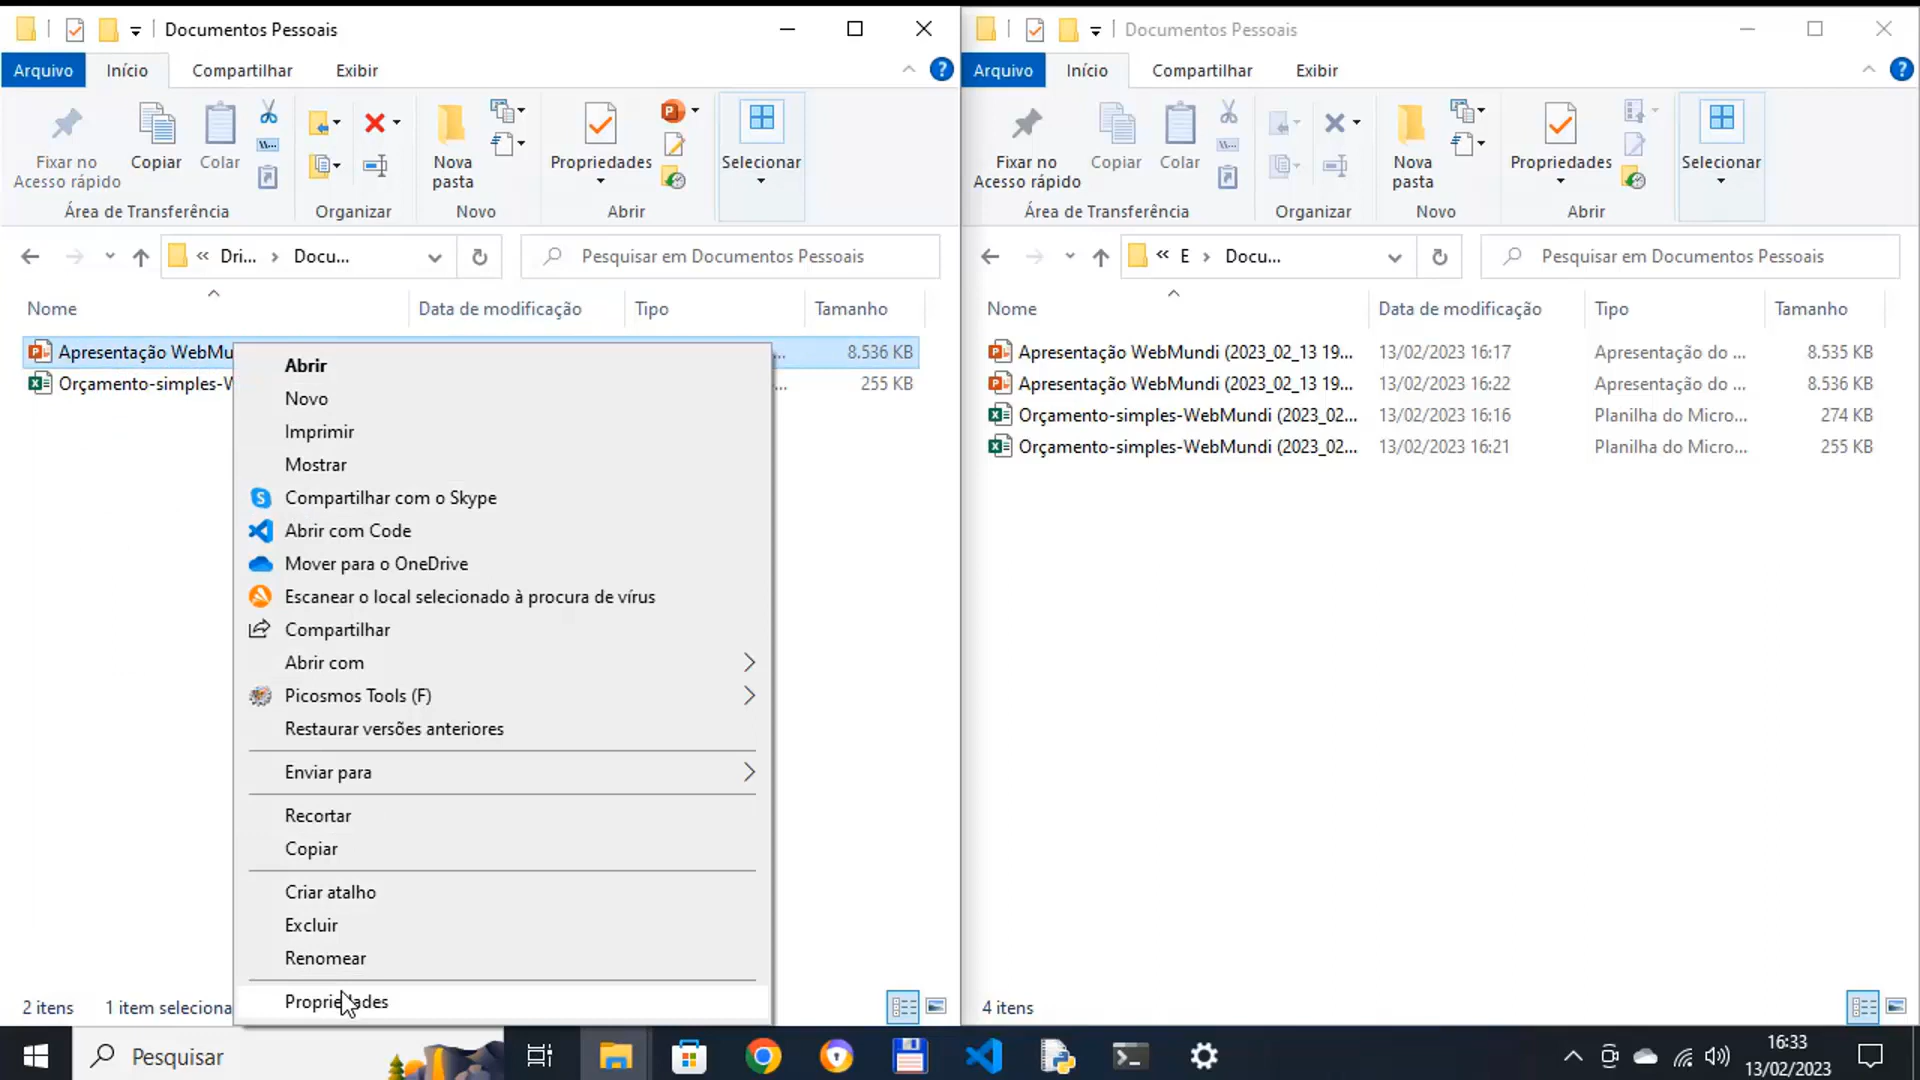 Documentos Pessoais
Arquivo Início Compartilhar Exibir
Fixar no Acesso rápido
Copiar
Colar
Nova pasta
Propriedades
Selecionar
Área de Transferência Organizar Novo Abrir
« Dri... › Docu...
Pesquisar em Documentos Pessoais
Nome Data de modificação Tipo Tamanho
Apresentação WebMu ... 8.536 KB
Orçamento-simples-W ... 255 KB
Abrir
Novo
Imprimir
Mostrar
Compartilhar com o Skype
Abrir com Code
Mover para o OneDrive
Escanear o local selecionado à procura de vírus
Compartilhar
Abrir com
Picosmos Tools (F)
Restaurar versões anteriores
Enviar para
Recortar
Copiar
Criar atalho
Excluir
Renomear
Propriedades
2 itens 1 item seleciona
Documentos Pessoais
Arquivo Início Compartilhar Exibir
Fixar no Acesso rápido
Copiar
Colar
Nova pasta
Propriedades
Selecionar
Área de Transferência Organizar Novo Abrir
« E › Docu...
Pesquisar em Documentos Pessoais
Nome Data de modificação Tipo Tamanho
Apresentação WebMundi (2023_02_13 19... 13/02/2023 16:17 Apresentação do ... 8.535 KB
Apresentação WebMundi (2023_02_13 19... 13/02/2023 16:22 Apresentação do ... 8.536 KB
Orçamento-simples-WebMundi (2023_02... 13/02/2023 16:16 Planilha do Micro... 274 KB
Orçamento-simples-WebMundi (2023_02... 13/02/2023 16:21 Planilha do Micro... 255 KB
4 itens
Pesquisar
16:33
13/02/2023